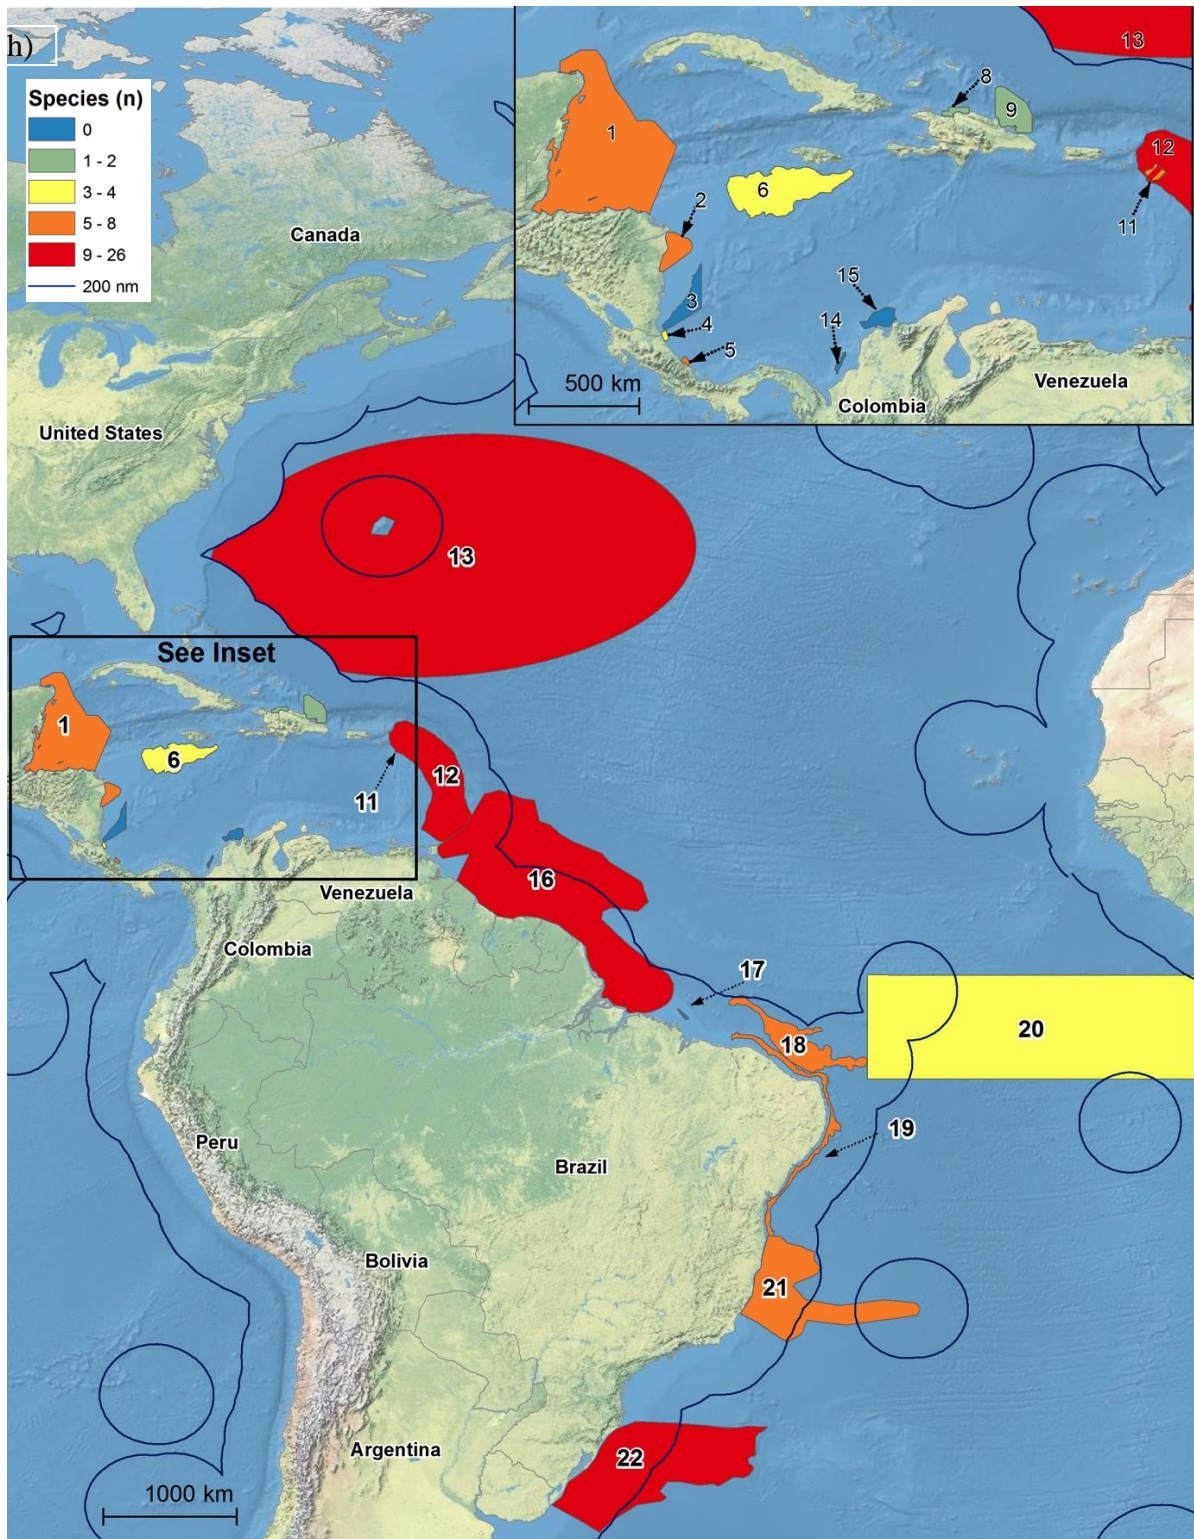 h)
Species (n)
0
1 - 2
3 - 4
5 - 8
9 - 26
200 nm
Canada
United States
13
8
9
1
12
6
2
11
3
15
4
14
5
500 km
Venezuela
Colombia
13
See Inset
1
6
12
11
16
Venezuela
Colombia
17
20
18
19
Peru
Brazil
Bolivia
21
Argentina
22
1000 km